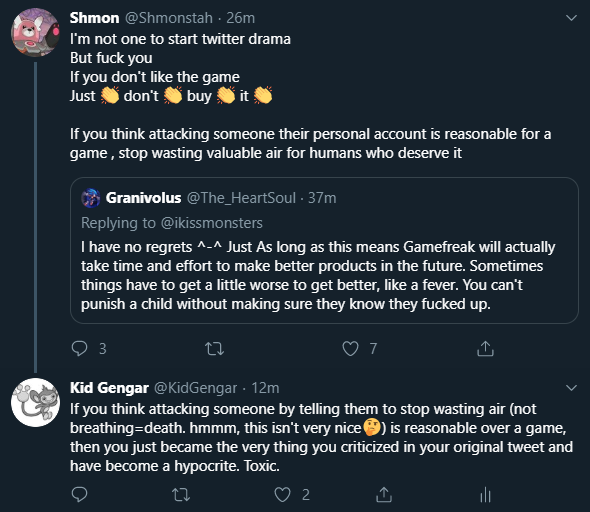 Shmon @Shmonstah · 26m
I'm not one to start twitter drama
But fuck you
If you don't like the game
Just 👏 don't 👏 buy 👏 it 👏
If you think attacking someone their personal account is reasonable for a
game , stop wasting valuable air for humans who deserve it
Granivolus @The_HeartSoul · 37m
Replying to @ikissmonsters
I have no regrets ^-^ Just As long as this means Gamefreak will actually
take time and effort to make better products in the future. Sometimes
things have to get a little worse to get better, like a fever. You can't
punish a child without making sure they know they fucked up.
3 7
Kid Gengar @KidGengar · 12m
If you think attacking someone by telling them to stop wasting air (not
breathing=death. hmmm, this isn't very nice🤔) is reasonable over a game,
then you just became the very thing you criticized in your original tweet and
have become a hypocrite. Toxic.
2